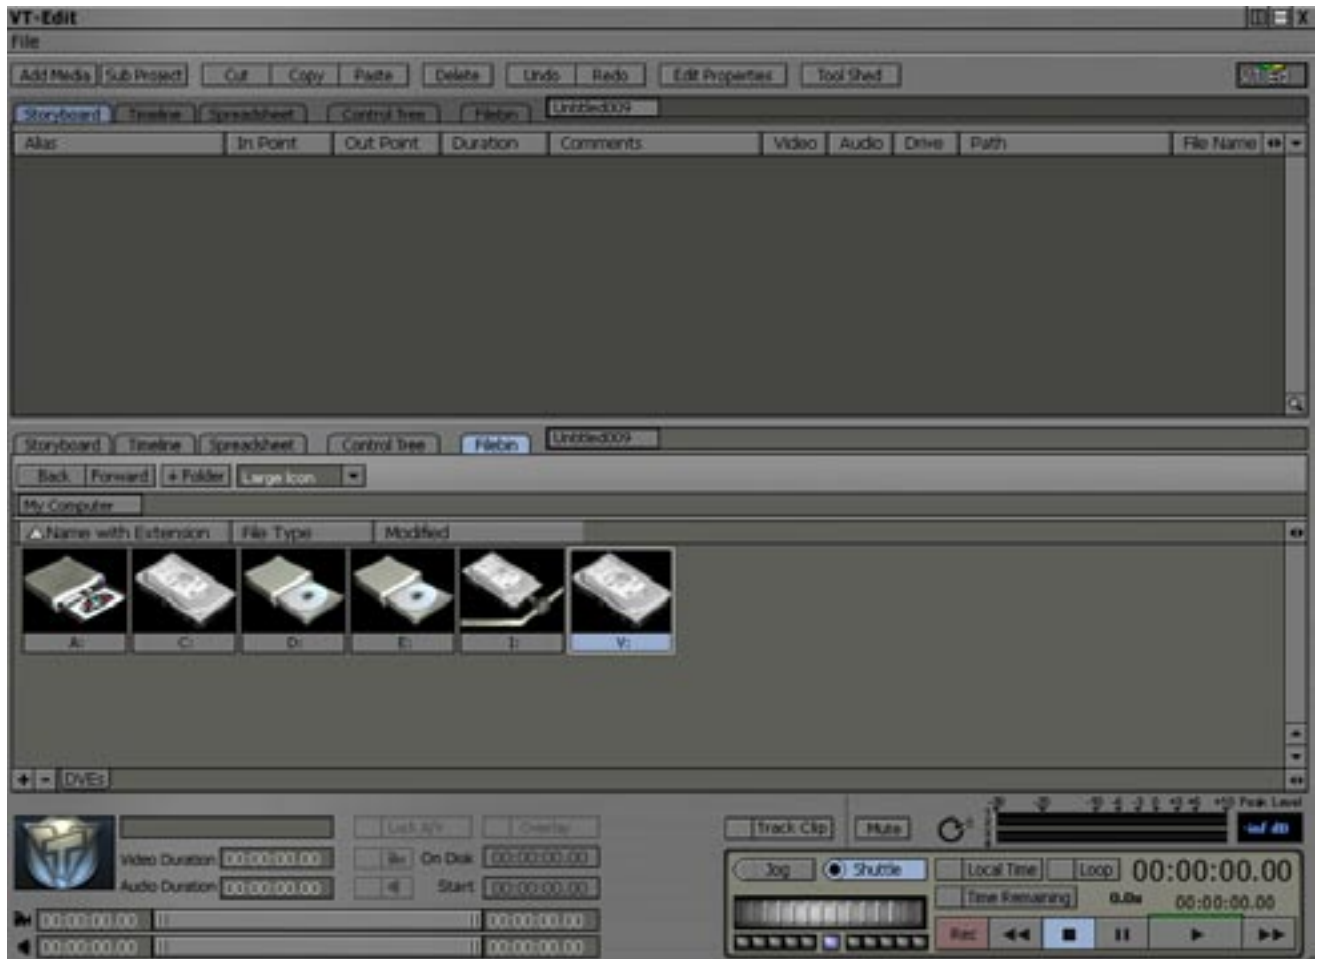 VT-Edit X
File
Add Media Sub Project Cut Copy Paste Delete Undo Redo Edit Properties Tool Shed
Storyboard Timeline Spreadsheet Control Tree Filebin Untitled009
Alias In Point Out Point Duration Comments Video Audio Drive Path File Name
Storyboard Timeline Spreadsheet Control Tree Filebin Untitled009
Back Forward + Folder Large Icon
My Computer
Name with Extension File Type Modified
A: C: D: E: I: V:
+ - DVEs
Peak Level
Lock A/V Overlay Track Clip Mute -inf dB
Video Duration 00:00:00.00 On Disk 00:00:00.00 Jog Shuttle Local Time Loop 00:00:00.00
Audio Duration 00:00:00.00 Start 00:00:00.00 Time Remaining 0.0x 00:00:00.00
00:00:00.00 00:00:00.00 Rec
00:00:00.00 00:00:00.00